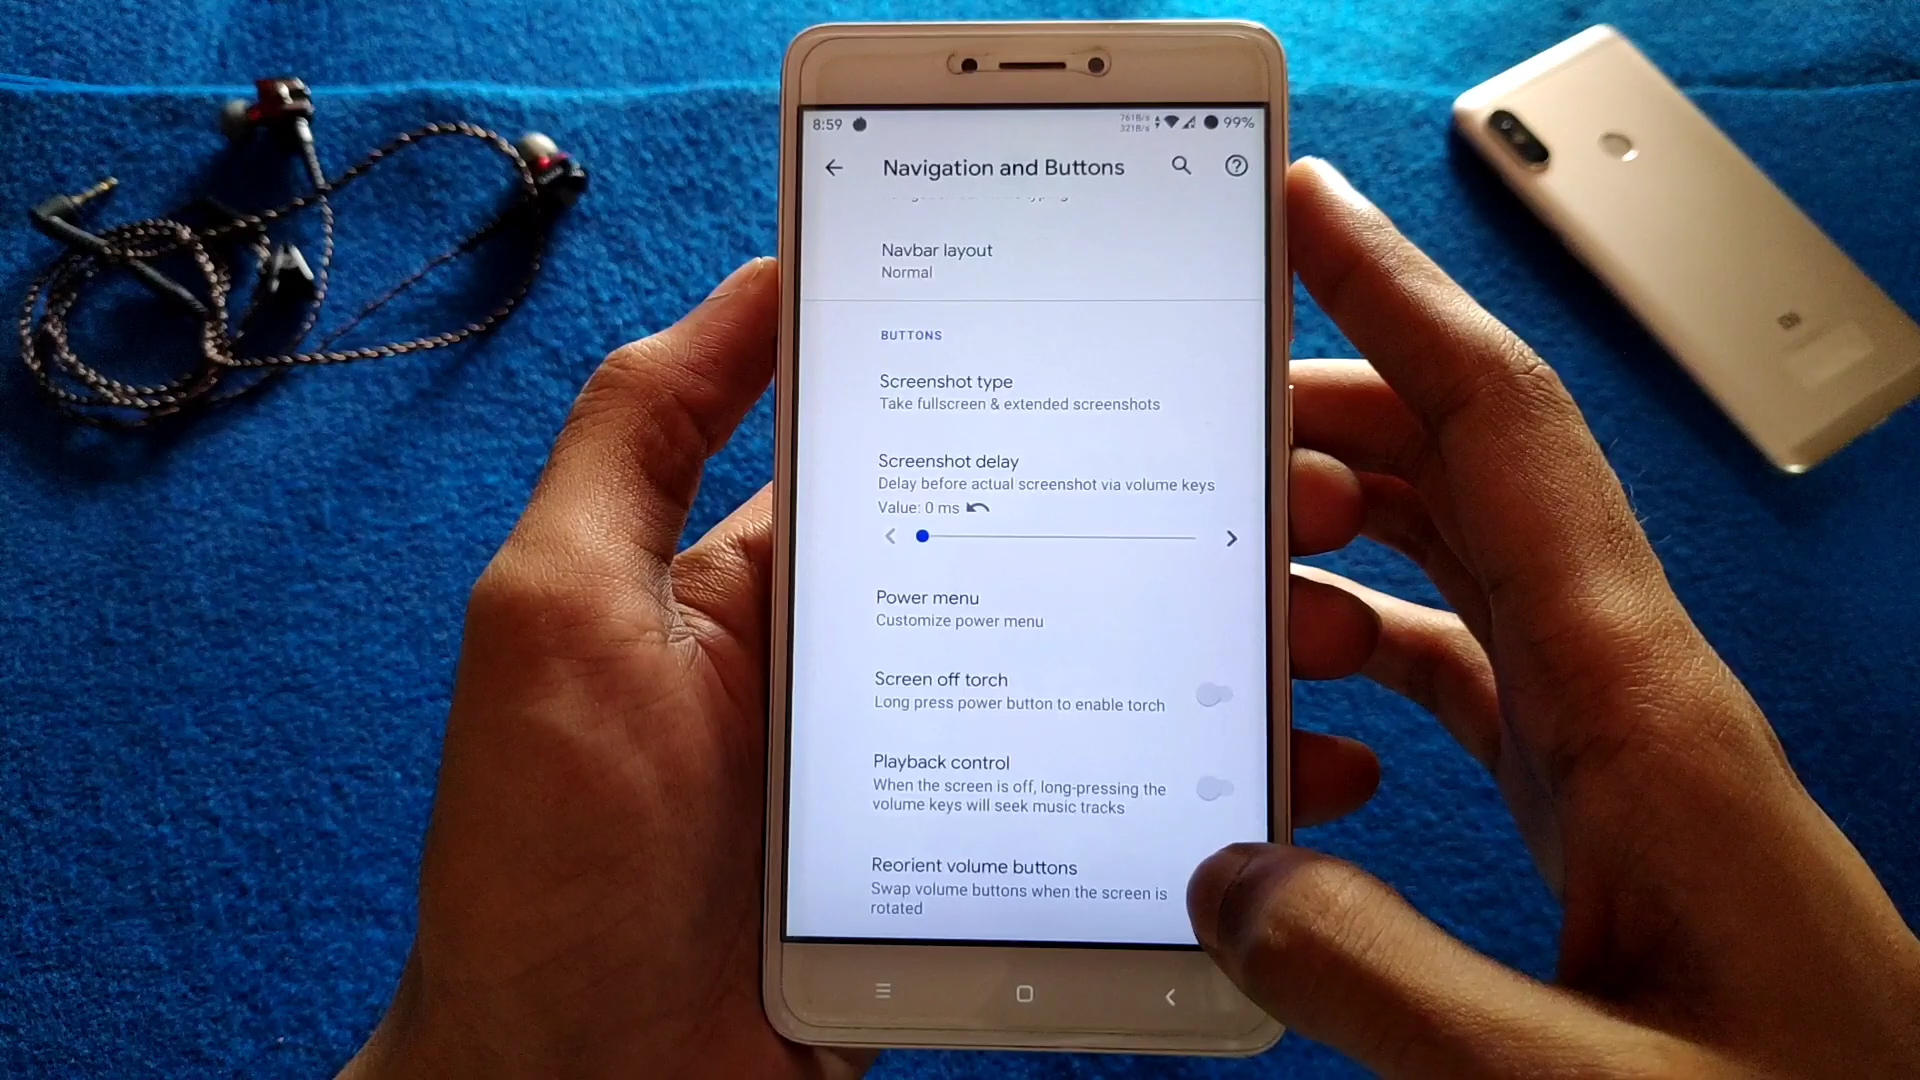 8:59
761B/s
321B/s
99%
Navigation and Buttons
Navbar layout
Normal
BUTTONS
Screenshot type
Take fullscreen & extended screenshots
Screenshot delay
Delay before actual screenshot via volume keys
Value: 0 ms
Power menu
Customize power menu
Screen off torch
Long press power button to enable torch
Playback control
When the screen is off, long-pressing the
volume keys will seek music tracks
Reorient volume buttons
Swap volume buttons when the screen is
rotated